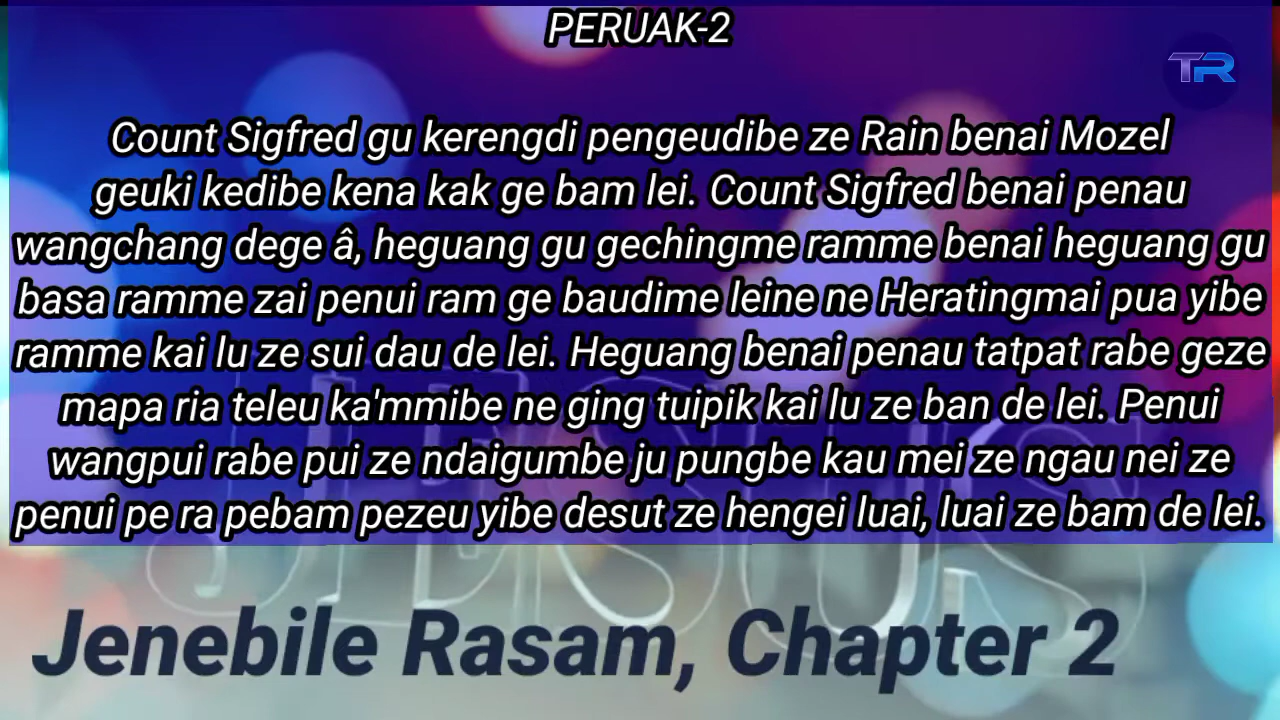 PERUAK-2
TR
Count Sigfred gu kerengdi pengeudibe ze Rain benai Mozel
geuki kedibe kena kak ge bam lei. Count Sigfred benai penau
wangchang dege â, heguang gu gechingme ramme benai heguang gu
basa ramme zai penui ram ge baudime leine ne Heratingmai pua yibe
ramme kai lu ze sui dau de lei. Heguang benai penau tatpat rabe geze
mapa ria teleu ka'mmibe ne ging tuipik kai lu ze ban de lei. Penui
wangpui rabe pui ze ndaigumbe ju pungbe kau mei ze ngau nei ze
penui pe ra pebam pezeu yibe desut ze hengei luai, luai ze bam de lei.
JESUS
Jenebile Rasam, Chapter 2